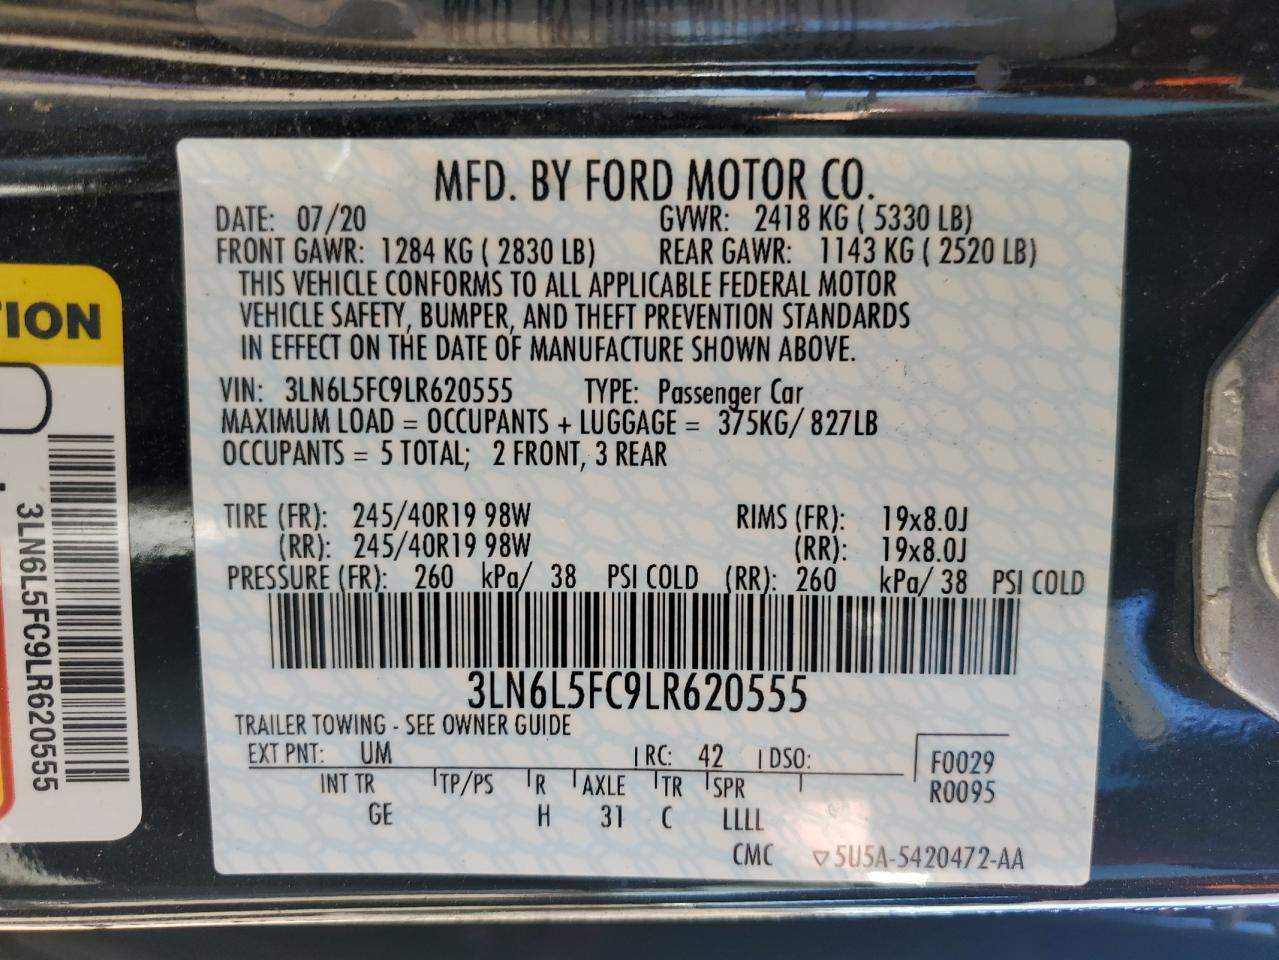 MFD. BY FORD MOTOR CO.
DATE: 07/20 GVWR: 2418 KG ( 5330 LB)
FRONT GAWR: 1284 KG ( 2830 LB) REAR GAWR: 1143 KG ( 2520 LB)
THIS VEHICLE CONFORMS TO ALL APPLICABLE FEDERAL MOTOR
VEHICLE SAFETY, BUMPER, AND THEFT PREVENTION STANDARDS
IN EFFECT ON THE DATE OF MANUFACTURE SHOWN ABOVE.
VIN: 3LN6L5FC9LR620555 TYPE: Passenger Car
MAXIMUM LOAD = OCCUPANTS + LUGGAGE = 375KG/ 827LB
OCCUPANTS = 5 TOTAL; 2 FRONT, 3 REAR
TIRE (FR): 245/40R19 98W RIMS (FR): 19x8.0J
(RR): 245/40R19 98W (RR): 19x8.0J
PRESSURE (FR): 260 kPa/ 38 PSI COLD (RR): 260 kPa/ 38 PSI COLD
3LN6L5FC9LR620555
TRAILER TOWING - SEE OWNER GUIDE
EXT PNT: UM RC: 42 DSO: F0029
R0095
INT TR TP/PS R AXLE TR SPR
GE H 31 C LLLL
CMC ▽5U5A-5420472-AA
TION
3LN6L5FC9LR620555